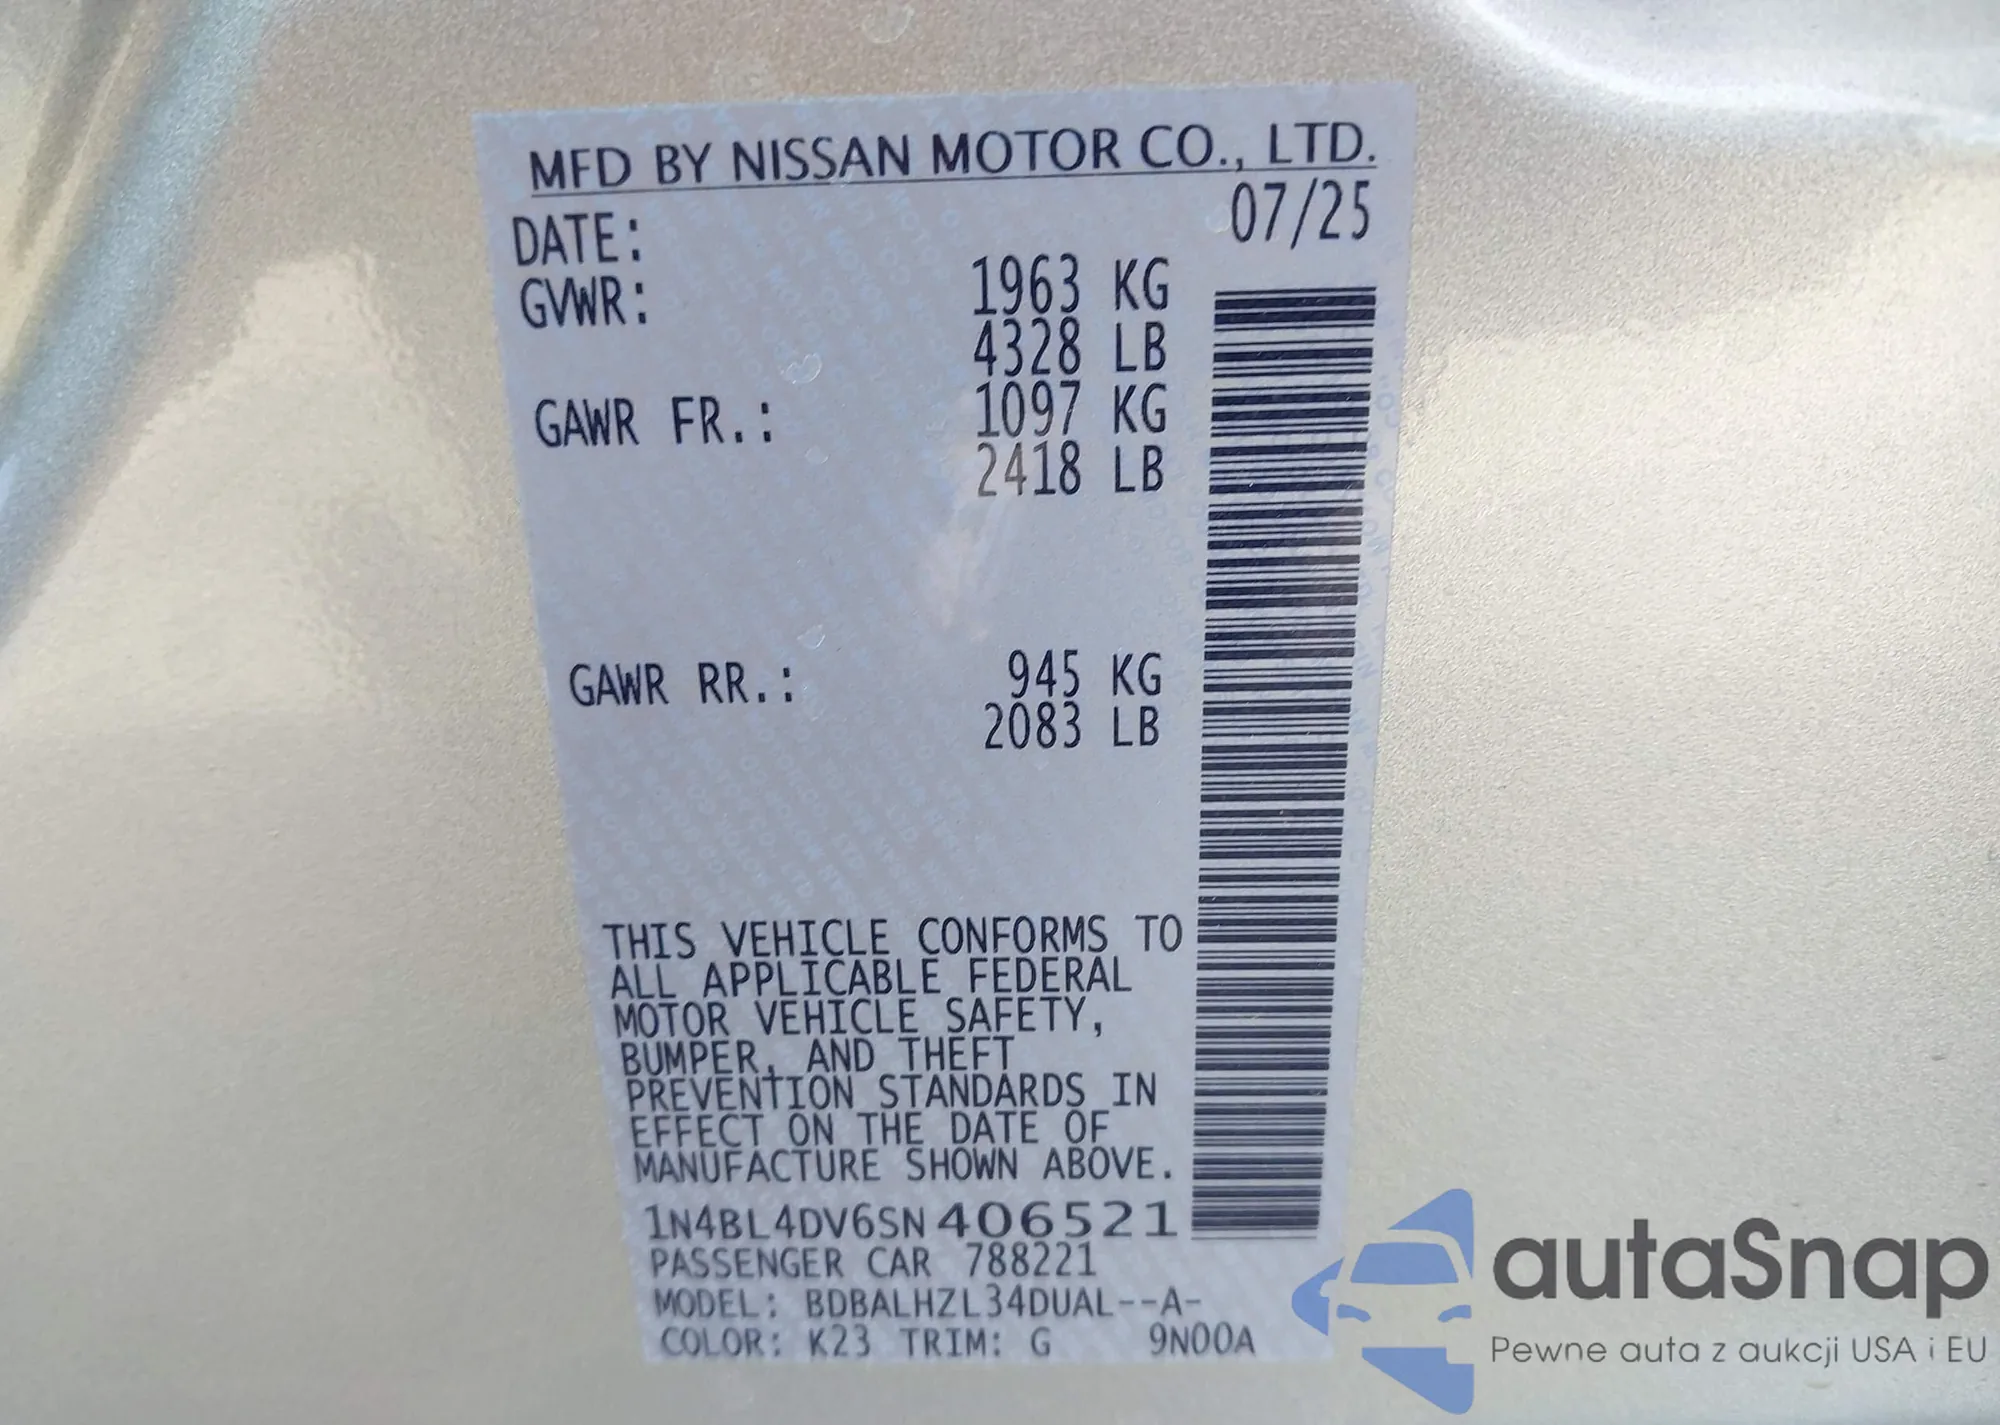 MFD BY NISSAN MOTOR CO., LTD.
DATE: 07/25
GVWR: 1963 KG
4328 LB
GAWR FR.: 1097 KG
2418 LB
GAWR RR.: 945 KG
2083 LB
THIS VEHICLE CONFORMS TO
ALL APPLICABLE FEDERAL
MOTOR VEHICLE SAFETY,
BUMPER, AND THEFT
PREVENTION STANDARDS IN
EFFECT ON THE DATE OF
MANUFACTURE SHOWN ABOVE.
1N4BL4DV6SN406521
PASSENGER CAR 788221
MODEL: BDBALHZL34DUAL--A-
COLOR: K23 TRIM: G 9N00A
autaSnap
Pewne auta z aukcji USA i EU